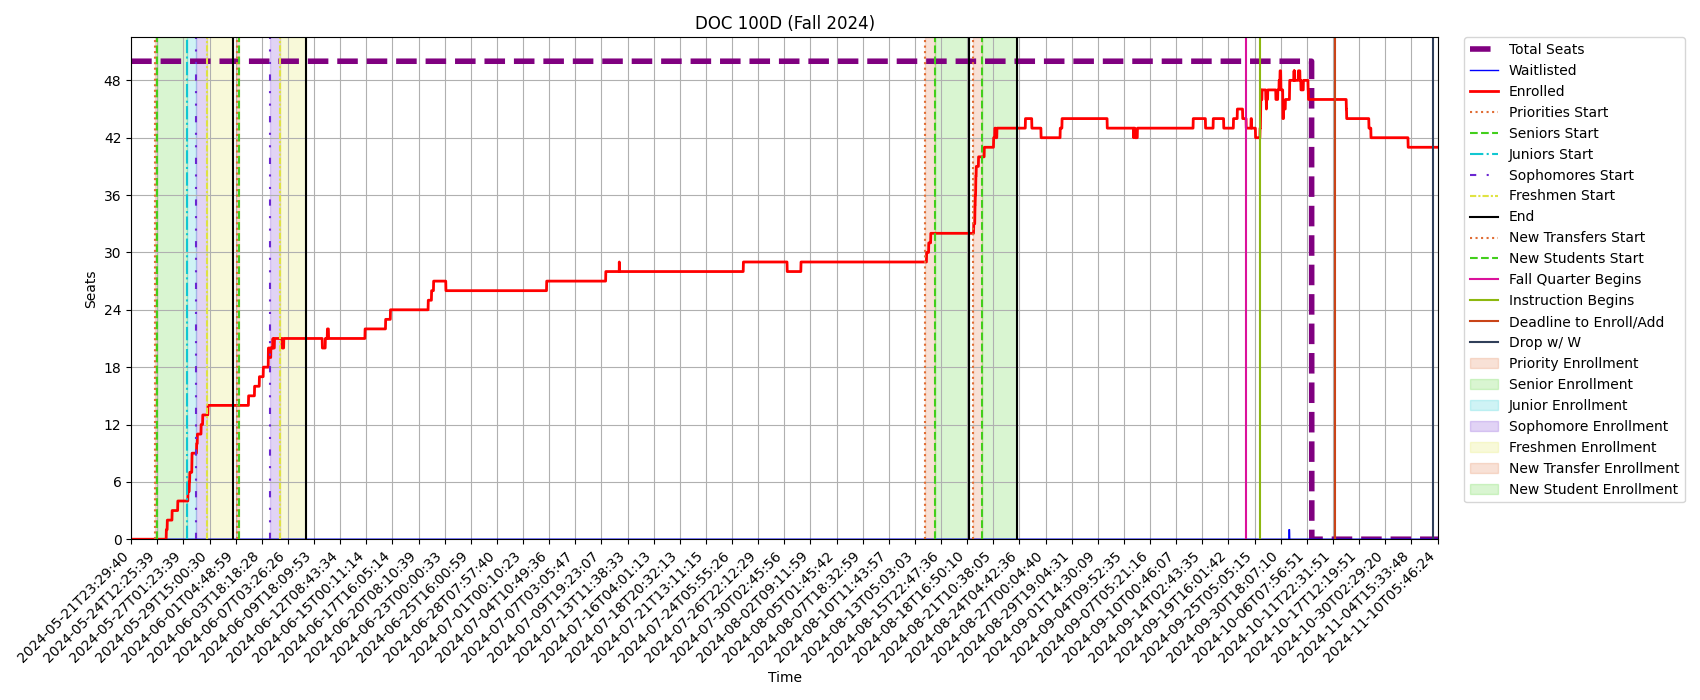 DOC 100D (Fall 2024)
Seats
48
42
36
30
24
18
12
6
0
2024-05-21T23:29:40
2024-05-24T12:25:39
2024-05-27T01:23:39
2024-05-29T15:00:30
2024-06-01T04:48:59
2024-06-03T18:18:28
2024-06-07T03:26:26
2024-06-09T18:09:53
2024-06-12T08:43:34
2024-06-15T00:11:14
2024-06-17T16:05:14
2024-06-20T08:10:39
2024-06-23T00:00:33
2024-06-25T16:00:59
2024-06-28T07:57:40
2024-07-01T00:10:23
2024-07-04T10:49:36
2024-07-07T03:05:47
2024-07-09T19:23:07
2024-07-13T11:38:33
2024-07-16T04:01:13
2024-07-18T20:32:13
2024-07-21T13:11:15
2024-07-24T05:55:26
2024-07-26T22:12:29
2024-07-30T02:45:56
2024-08-02T09:11:59
2024-08-05T01:45:42
2024-08-07T18:32:59
2024-08-10T11:43:57
2024-08-13T05:03:03
2024-08-15T22:47:36
2024-08-18T16:50:10
2024-08-21T10:38:05
2024-08-24T04:42:36
2024-08-27T00:04:40
2024-08-29T19:04:31
2024-09-01T14:30:09
2024-09-04T09:52:35
2024-09-07T05:21:16
2024-09-10T00:46:07
2024-09-14T02:43:35
2024-09-19T16:01:42
2024-09-25T05:05:15
2024-09-30T18:07:10
2024-10-06T07:56:51
2024-10-11T22:31:51
2024-10-17T12:19:51
2024-10-30T02:29:20
2024-11-04T15:33:48
2024-11-10T05:46:24
Time
Total Seats
Waitlisted
Enrolled
Priorities Start
Seniors Start
Juniors Start
Sophomores Start
Freshmen Start
End
New Transfers Start
New Students Start
Fall Quarter Begins
Instruction Begins
Deadline to Enroll/Add
Drop w/ W
Priority Enrollment
Senior Enrollment
Junior Enrollment
Sophomore Enrollment
Freshmen Enrollment
New Transfer Enrollment
New Student Enrollment